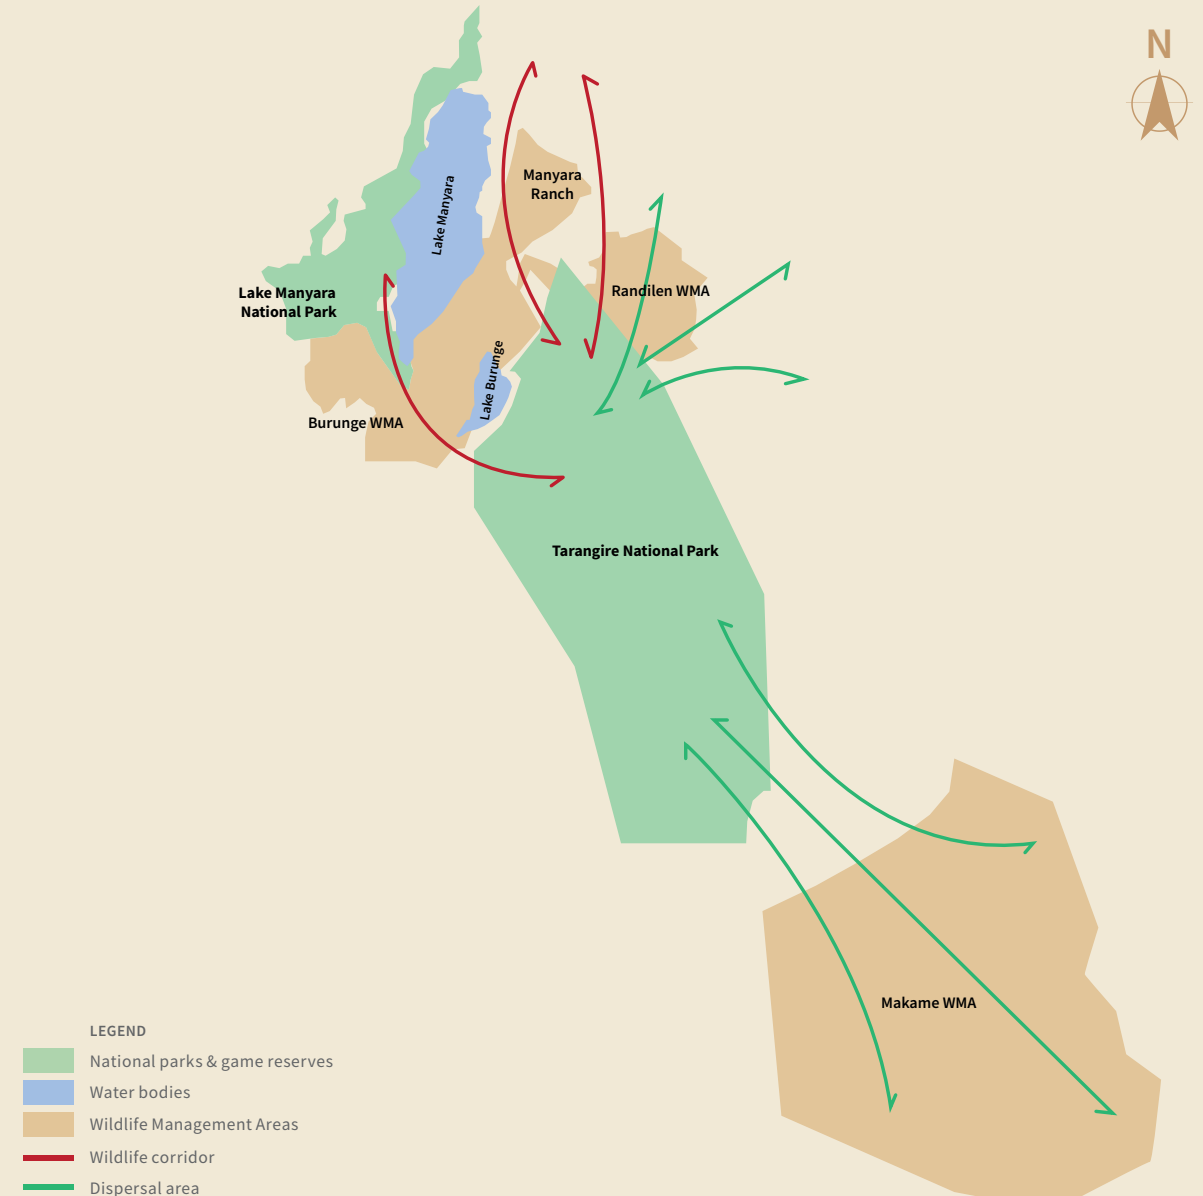 N
Manyara
Ranch
Lake Manyara
Randilen WMA
Lake Manyara
National Park
Lake Burunge
Burunge WMA
Tarangire National Park
Makame WMA
LEGEND
National parks & game reserves
Water bodies
Wildlife Management Areas
Wildlife corridor
Dispersal area